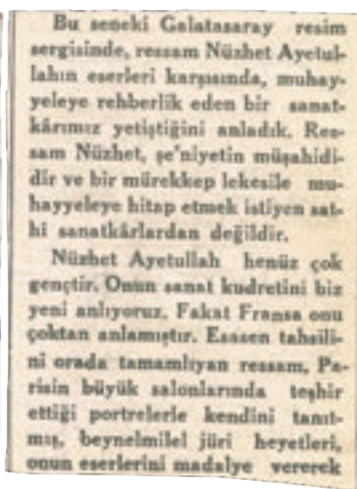 Bu seneki Galatasaray resim
sergisinde, ressam Nüzhet Ayetul-
lahın eserleri karşısında, muhay-
yeleye rehberlik eden bir sanat-
kârımız yetiştiğini anladık. Res-
sam Nüzhet, şe'niyetin müşahidi-
dir ve bir mürekkep lekesile mu-
hayyeleye hitap etmek istiyen sat-
hi sanatkârlardan değildir.
Nüzhet Ayetullah henüz çok
gençtir. Onun sanat kudretini biz
yeni anlıyoruz. Fakat Fransa onu
çoktan anlamıştır. Esasen tahsili-
ni orada tamamlıyan ressam, Pa-
risin büyük salonlarında teşhir
ettiği portrelerle kendini tanıt-
mış, beynelmilel jüri heyetleri,
onun eserlerini madalye vererek